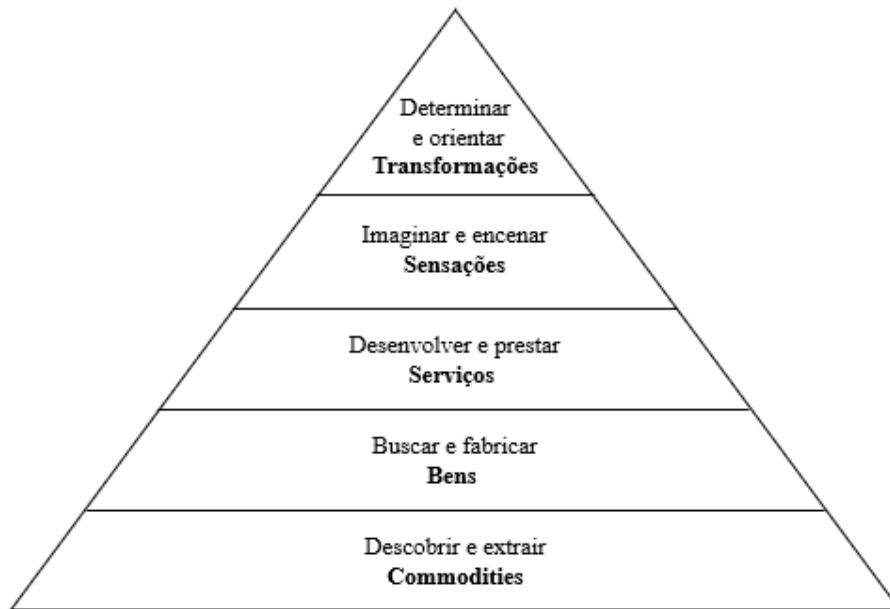 Determinar
e orientar
Transformações
Imaginar e encenar
Sensações
Desenvolver e prestar
Serviços
Buscar e fabricar
Bens
Descobrir e extrair
Commodities